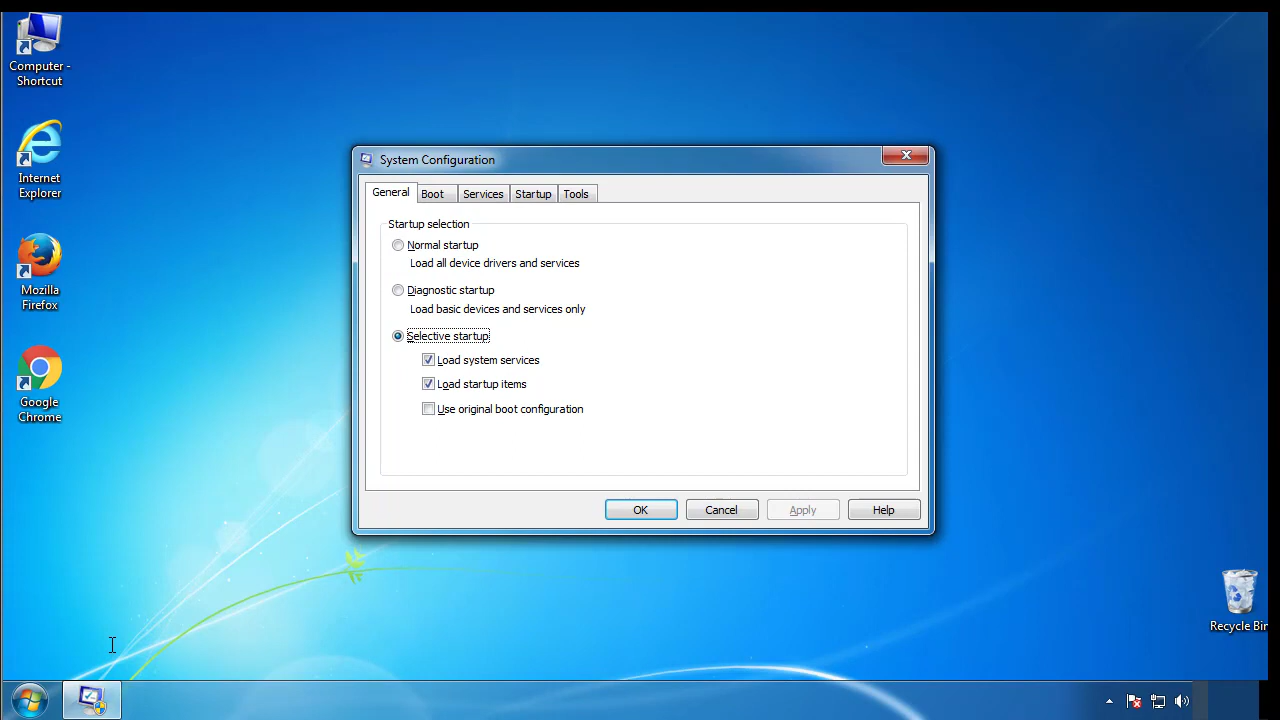 Computer -
Shortcut
Internet
Explorer
Mozilla
Firefox
Google
Chrome
System Configuration
General Boot Services Startup Tools
Startup selection
Normal startup
Load all device drivers and services
Diagnostic startup
Load basic devices and services only
Selective startup
Load system services
Load startup items
Use original boot configuration
OK Cancel Apply Help
Recycle Bin